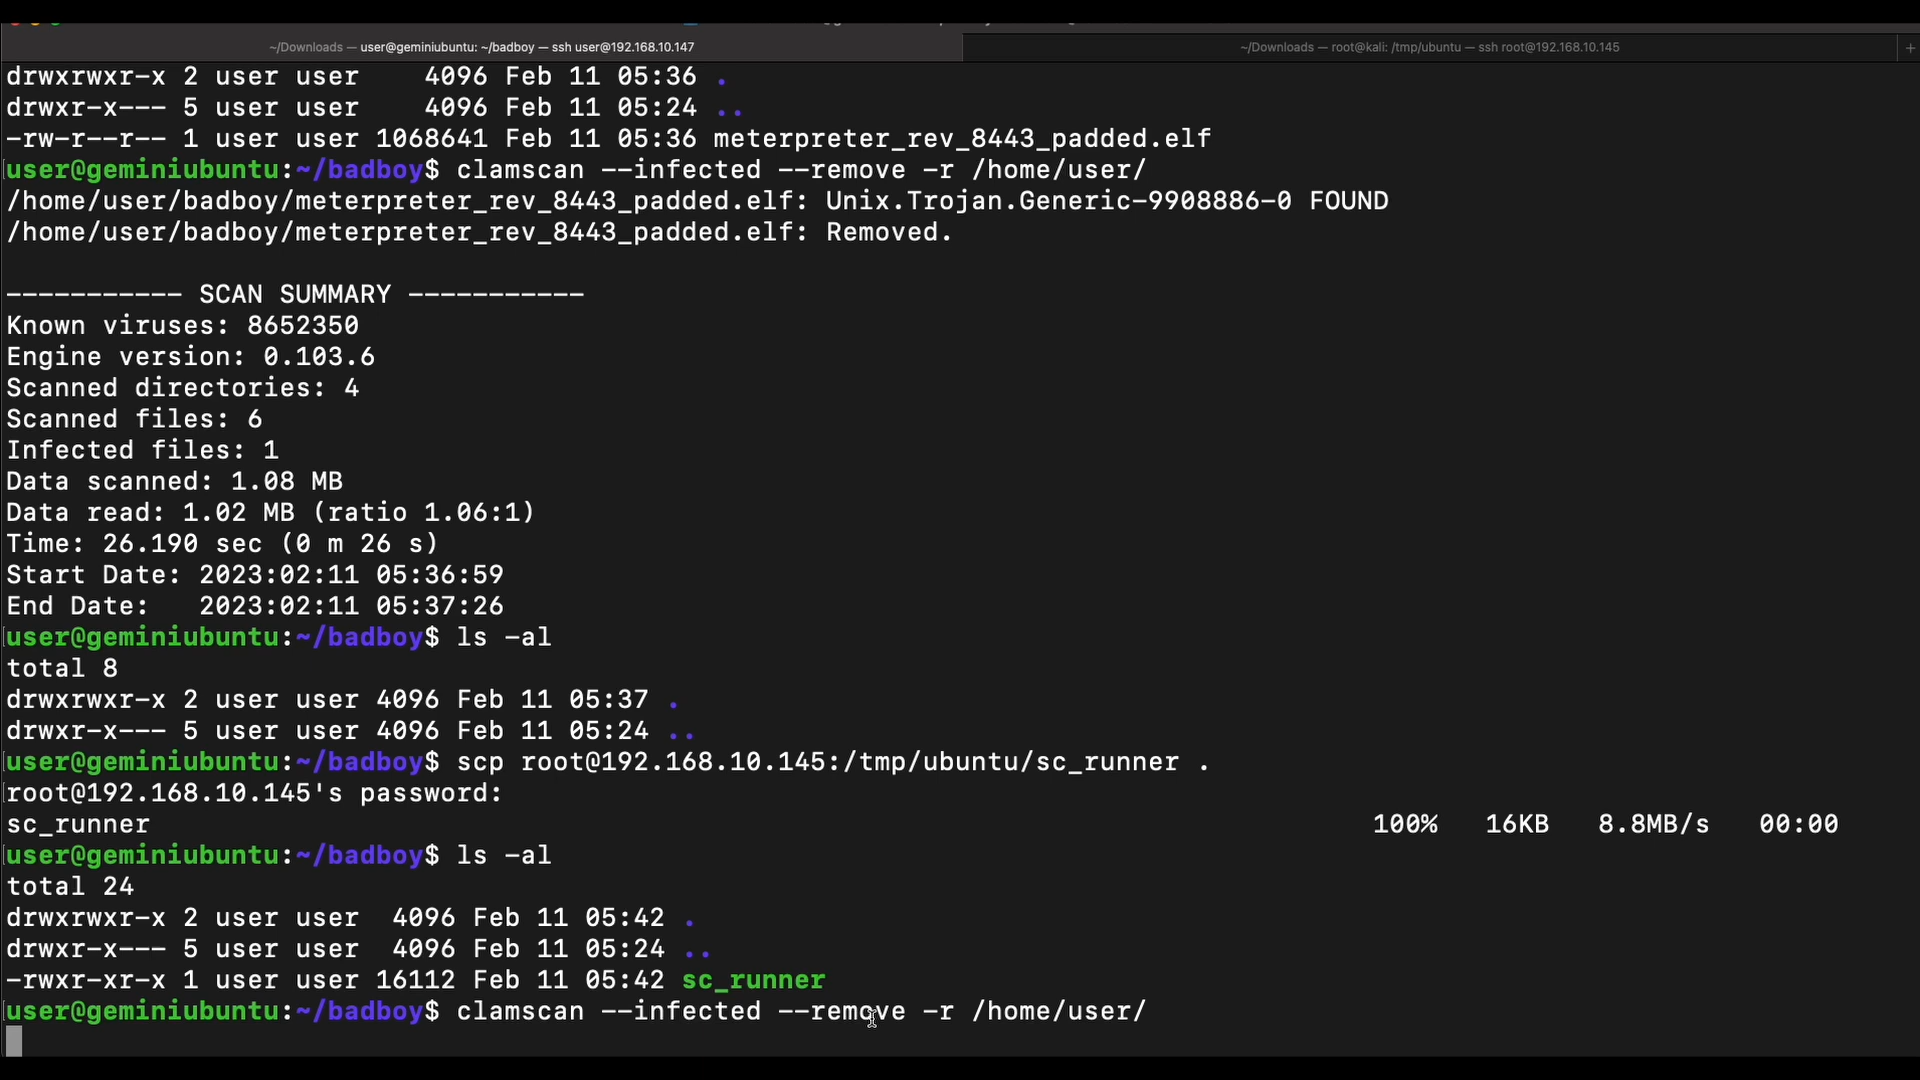 ~/Downloads — user@geminiubuntu: ~/badboy — ssh user@192.168.10.147
~/Downloads — root@kali: /tmp/ubuntu — ssh root@192.168.10.145
+
drwxrwxr-x 2 user user    4096 Feb 11 05:36 .
drwxr-x--- 5 user user    4096 Feb 11 05:24 ..
-rw-r--r-- 1 user user 1068641 Feb 11 05:36 meterpreter_rev_8443_padded.elf
user@geminiubuntu:~/badboy$ clamscan --infected --remove -r /home/user/
/home/user/badboy/meterpreter_rev_8443_padded.elf: Unix.Trojan.Generic-9908886-0 FOUND
/home/user/badboy/meterpreter_rev_8443_padded.elf: Removed.
----------- SCAN SUMMARY -----------
Known viruses: 8652350
Engine version: 0.103.6
Scanned directories: 4
Scanned files: 6
Infected files: 1
Data scanned: 1.08 MB
Data read: 1.02 MB (ratio 1.06:1)
Time: 26.190 sec (0 m 26 s)
Start Date: 2023:02:11 05:36:59
End Date:   2023:02:11 05:37:26
user@geminiubuntu:~/badboy$ ls -al
total 8
drwxrwxr-x 2 user user 4096 Feb 11 05:37 .
drwxr-x--- 5 user user 4096 Feb 11 05:24 ..
user@geminiubuntu:~/badboy$ scp root@192.168.10.145:/tmp/ubuntu/sc_runner .
root@192.168.10.145's password:
sc_runner 100% 16KB 8.8MB/s 00:00
user@geminiubuntu:~/badboy$ ls -al
total 24
drwxrwxr-x 2 user user  4096 Feb 11 05:42 .
drwxr-x--- 5 user user  4096 Feb 11 05:24 ..
-rwxr-xr-x 1 user user 16112 Feb 11 05:42 sc_runner
user@geminiubuntu:~/badboy$ clamscan --infected --remove -r /home/user/